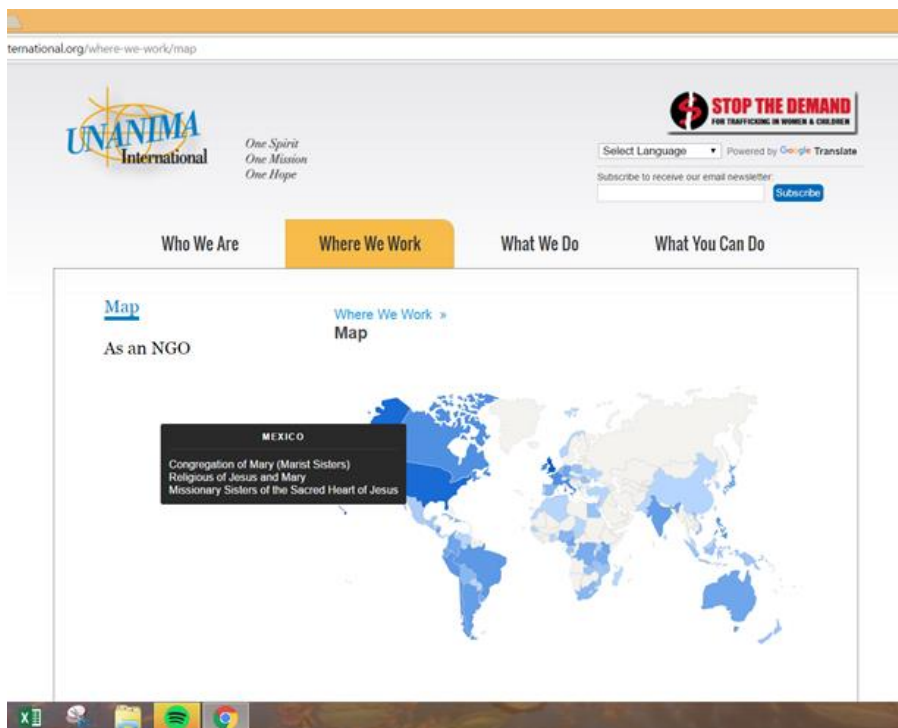 ternational.org/where-we-work/map
UNANIMA
International
One Spirit
One Mission
One Hope
STOP THE DEMAND
FOR TRAFFICKING IN WOMEN & CHILDREN
Select Language
Powered by Google Translate
Subscribe to receive our email newsletter:
Subscribe
Who We Are
Where We Work
What We Do
What You Can Do
Map
As an NGO
Where We Work »
Map
MEXICO
Congregation of Mary (Marist Sisters)
Religious of Jesus and Mary
Missionary Sisters of the Sacred Heart of Jesus